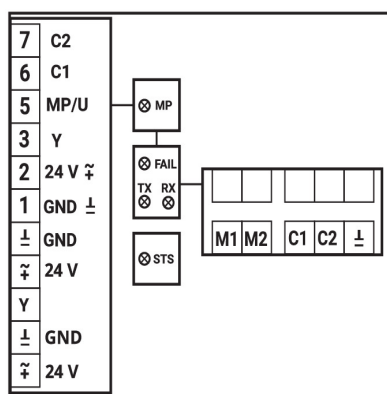 7 C2
6 C1
5 MP/U
3 Y
2 24 V ≂
1 GND ⊥
⊥ GND
≂ 24 V
Y
⊥ GND
≂ 24 V
MP
FAIL
TX RX
STS
M1 M2 C1 C2 ⊥